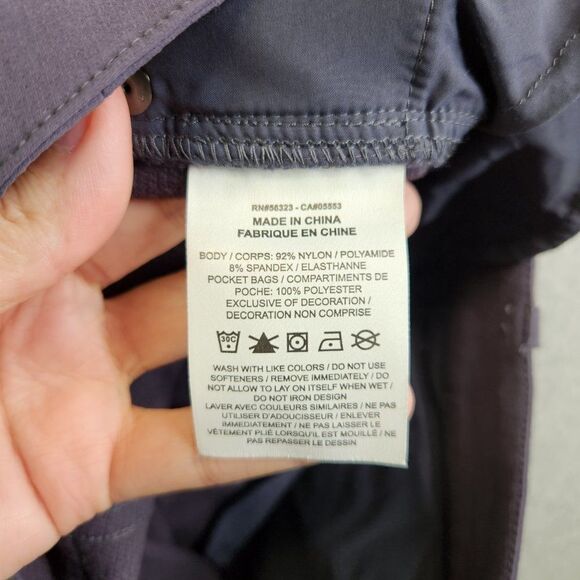 RN#56323 - CA#05553
MADE IN CHINA
FABRIQUE EN CHINE
BODY / CORPS: 92% NYLON / POLYAMIDE
8% SPANDEX / ELASTHANNE
POCKET BAGS / COMPARTIMENTS DE
POCHE: 100% POLYESTER
EXCLUSIVE OF DECORATION /
DECORATION NON COMPRISE
30C
WASH WITH LIKE COLORS / DO NOT USE
SOFTENERS / REMOVE IMMEDIATELY / DO
NOT ALLOW TO LAY ON ITSELF WHEN WET /
DO NOT IRON DESIGN
LAVER AVEC COULEURS SIMILAIRES / NE PAS
UTILISER D'ADOUCISSEUR / ENLEVER
IMMÉDIATEMENT / NE PAS LAISSER LE
VÊTEMENT PLIÉ LORSQU'IL EST MOUILLÉ / NE
PAS REPASSER LE DESSIN